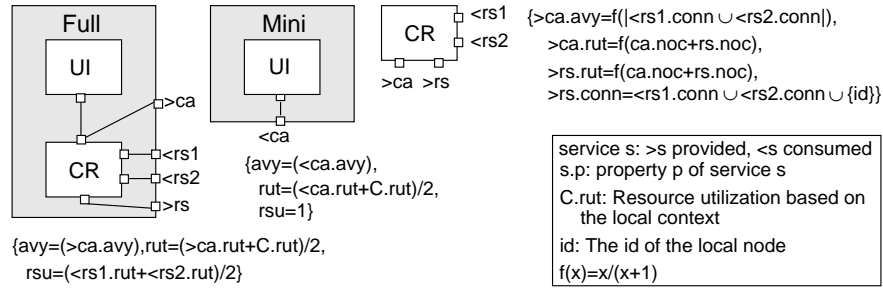 Full
UI
>ca
CR
<rs1
<rs2
>rs
{avy=(>ca.avy),rut=(>ca.rut+C.rut)/2,
rsu=(<rs1.rut+<rs2.rut)/2}
Mini
UI
<ca
{avy=(<ca.avy),
rut=(<ca.rut+C.rut)/2,
rsu=1}
CR
<rs1
<rs2
>ca >rs
{>ca.avy=f(|<rs1.conn ∪ <rs2.conn|),
>ca.rut=f(ca.noc+rs.noc),
>rs.rut=f(ca.noc+rs.noc),
>rs.conn=<rs1.conn ∪ <rs2.conn ∪ {id}}
service s: >s provided, <s consumed
s.p: property p of service s
C.rut: Resource utilization based on
the local context
id: The id of the local node
f(x)=x/(x+1)